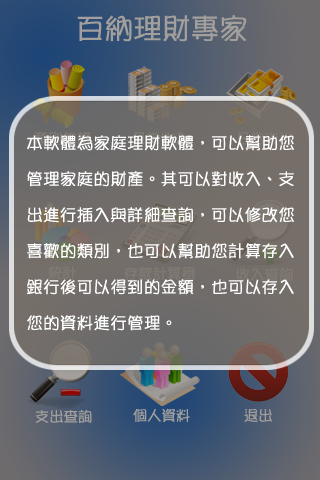 百納理財專家
本軟體為家庭理財軟體，可以幫助您
管理家庭的財產。其可以對收入、支
出進行插入與詳細查詢，可以修改您
喜歡的類別，也可以幫助您計算存入
銀行後可以得到的金額，也可以存入
您的資料進行管理。
支出查詢
個人資料
退出